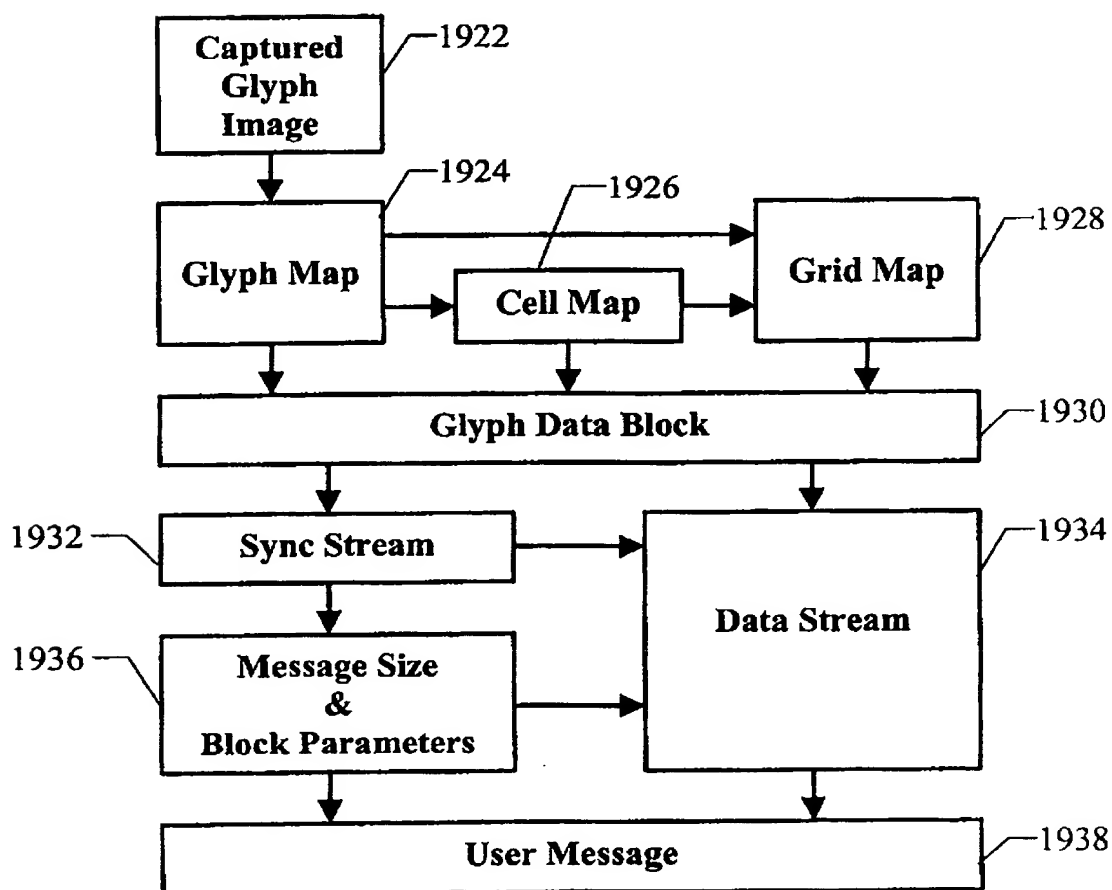 Captured
Glyph
Image
1922
1924
1926
1928
Glyph Map
Cell Map
Grid Map
Glyph Data Block
1930
1932
Sync Stream
1934
Data Stream
1936
Message Size
&
Block Parameters
User Message
1938